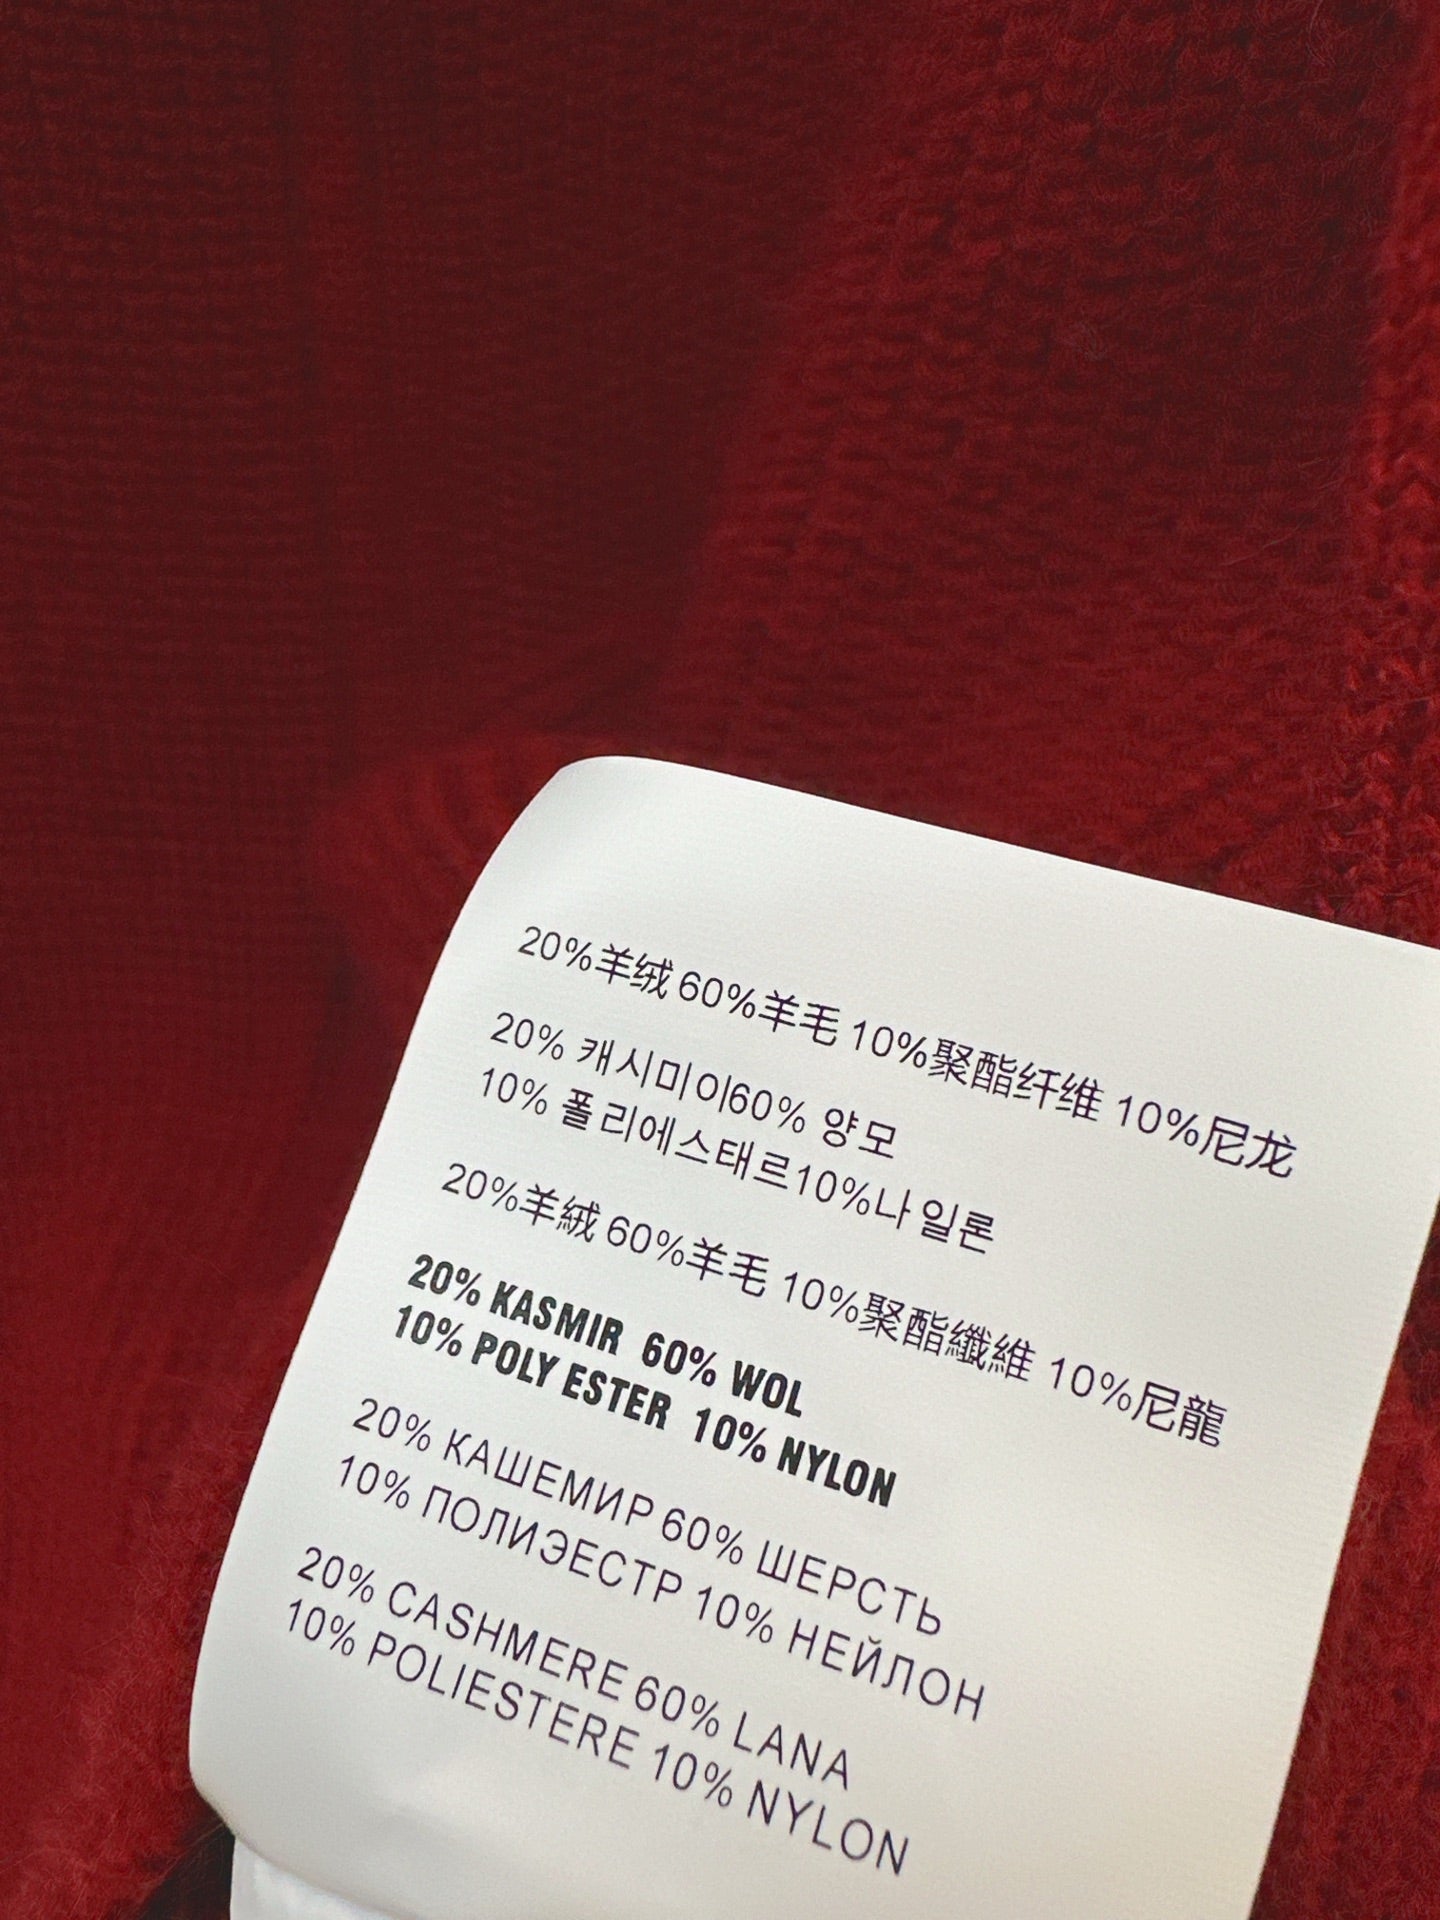 20%羊绒 60%羊毛 10%聚酯纤维 10%尼龙
20% 캐시미어60% 양모
10% 폴리에스태르10%나일론
20%羊絨 60%羊毛 10%聚酯纖維 10%尼龍
20% KASMIR 60% WOL
10% POLY ESTER 10% NYLON
20% КАШЕМИР 60% ШЕРСТЬ
10% ПОЛИЭЕСТР 10% НЕЙЛОН
20% CASHMERE 60% LANA
10% POLIESTERE 10% NYLON